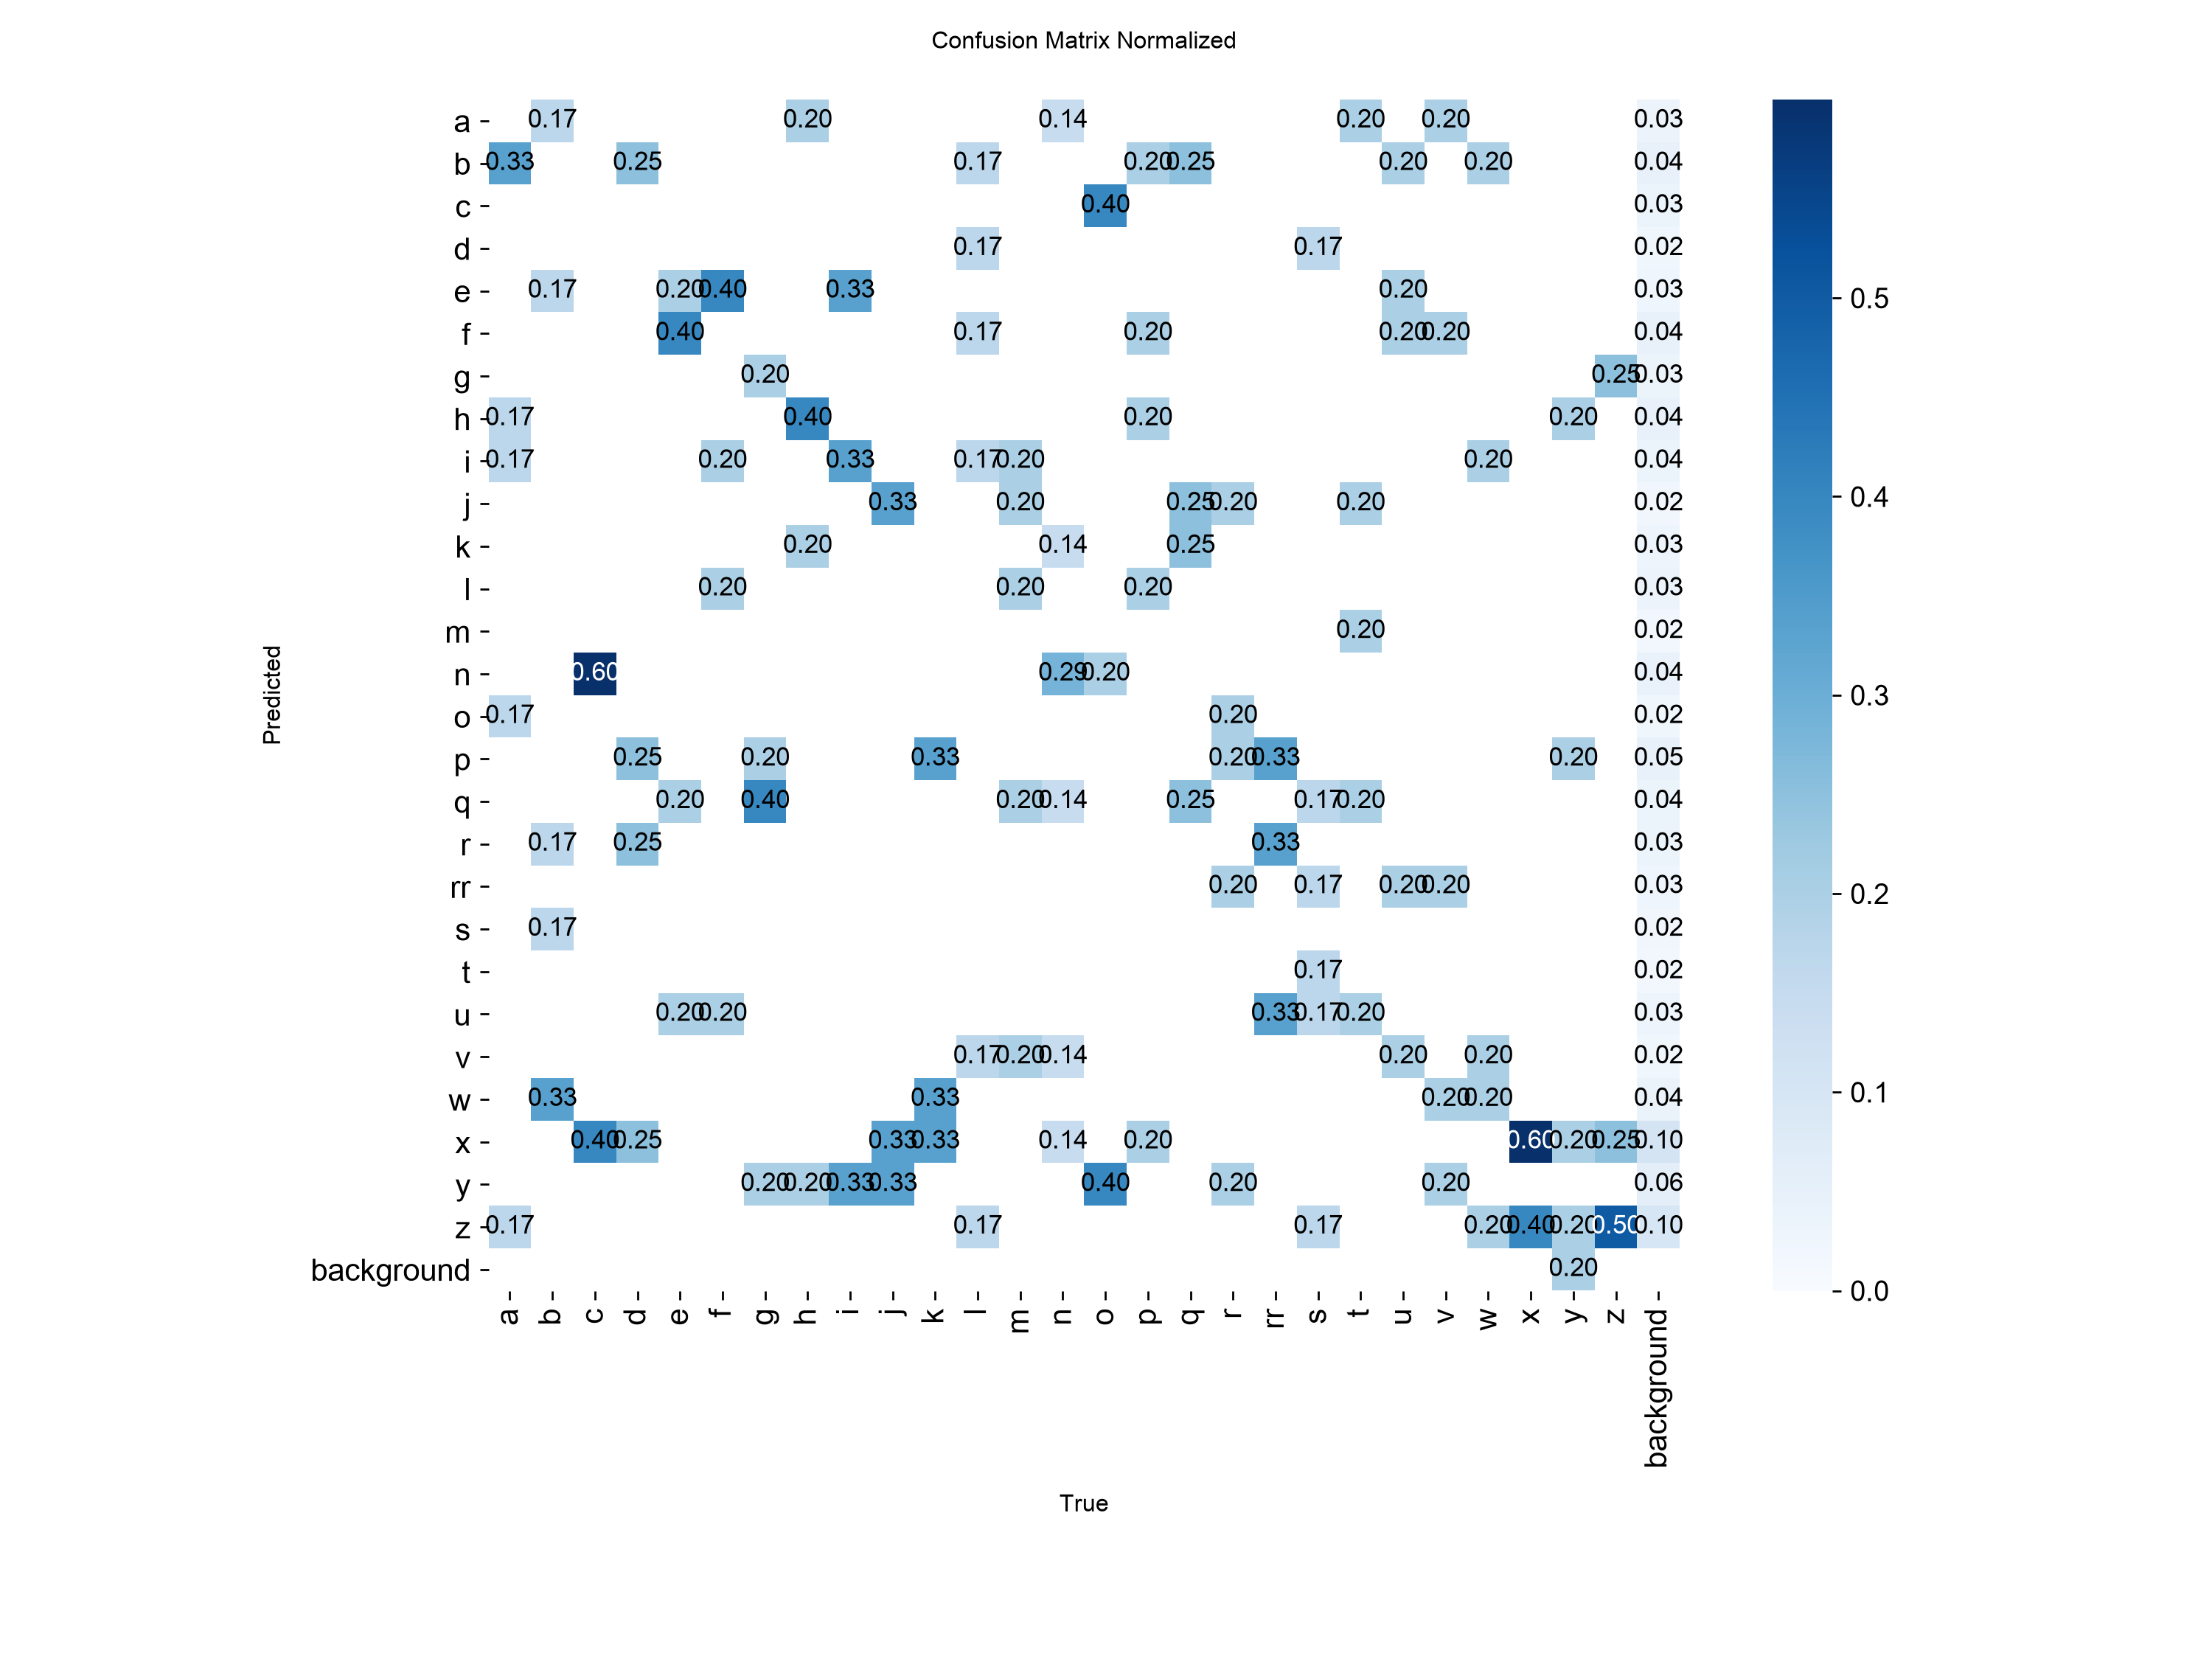 Confusion Matrix Normalized
a 0.17 0.20 0.14 0.20 0.20 0.03
b 0.33 0.25 0.17 0.20 0.25 0.20 0.20 0.04
c 0.40 0.03
d 0.17 0.17 0.02
e 0.17 0.20 0.40 0.33 0.20 0.03
f 0.40 0.17 0.20 0.20 0.20 0.04
g 0.20 0.25 0.03
h 0.17 0.40 0.20 0.20 0.04
i 0.17 0.20 0.33 0.17 0.20 0.20 0.04
j 0.33 0.20 0.25 0.20 0.20 0.02
k 0.20 0.14 0.25 0.03
l 0.20 0.20 0.20 0.03
m 0.20 0.02
n 0.60 0.29 0.20 0.04
o 0.17 0.20 0.02
p 0.25 0.20 0.33 0.20 0.33 0.20 0.05
q 0.20 0.40 0.20 0.14 0.25 0.17 0.20 0.04
r 0.17 0.25 0.33 0.03
rr 0.20 0.17 0.20 0.20 0.03
s 0.17 0.02
t 0.17 0.02
u 0.20 0.20 0.33 0.17 0.20 0.03
v 0.17 0.20 0.14 0.20 0.20 0.02
w 0.33 0.33 0.20 0.20 0.04
x 0.40 0.25 0.33 0.33 0.14 0.20 0.60 0.20 0.25 0.10
y 0.20 0.20 0.33 0.33 0.40 0.20 0.20 0.06
z 0.17 0.17 0.17 0.20 0.40 0.20 0.50 0.10
background 0.20
a b c d e f g h i j k l m n o p q r rr s t u v w x y z background
Predicted
True
0.5
0.4
0.3
0.2
0.1
0.0